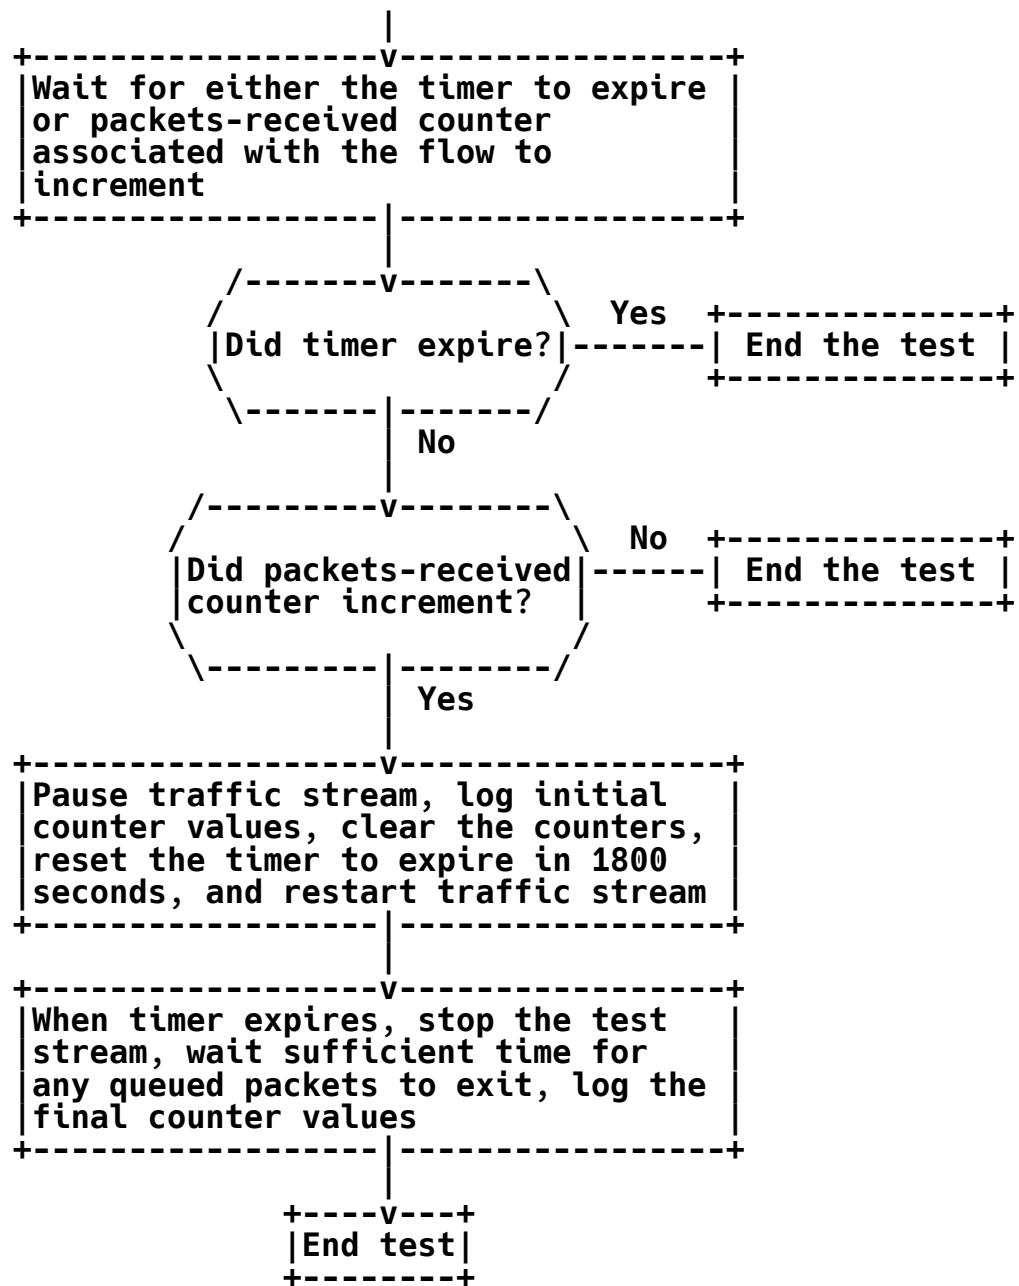 Wait for either the timer to expire
or packets-received counter
associated with the flow to
increment
Yes
Did timer expire?
End the test
No
No
Did packets-received
End the test
counter increment?
Yes
Pause traffic stream, log initial
counter values, clear the counters,
reset the timer to expire in 1800
seconds, and restart traffic stream
When timer expires, stop the test
stream, wait sufficient time for
any queued packets to exit, log the
final counter values
End test